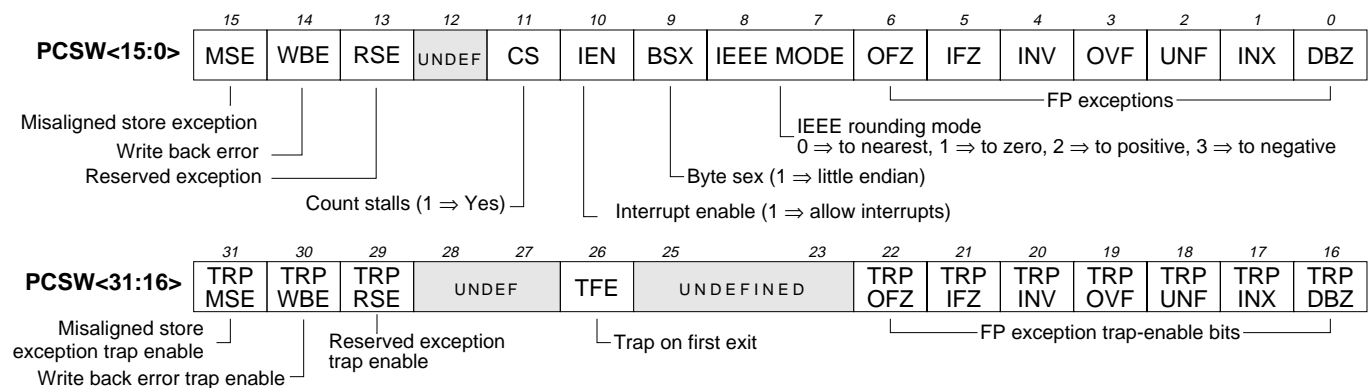 15 14 13 12 11 10 9 8 7 6 5 4 3 2 1 0
PCSW<15:0> MSE WBE RSE UNDEF CS IEN BSX IEEE MODE OFZ IFZ INV OVF UNF INX DBZ
FP exceptions
Misaligned store exception
IEEE rounding mode
Write back error
0 ⇒ to nearest, 1 ⇒ to zero, 2 ⇒ to positive, 3 ⇒ to negative
Reserved exception
Byte sex (1 ⇒ little endian)
Count stalls (1 ⇒ Yes)
Interrupt enable (1 ⇒ allow interrupts)
31 30 29 28 27 26 25 23 22 21 20 19 18 17 16
PCSW<31:16> TRP MSE TRP WBE TRP RSE UNDEF TFE UNDEFINED TRP OFZ TRP IFZ TRP INV TRP OVF TRP UNF TRP INX TRP DBZ
Misaligned store
exception trap enable
Reserved exception
trap enable
Trap on first exit
FP exception trap-enable bits
Write back error trap enable